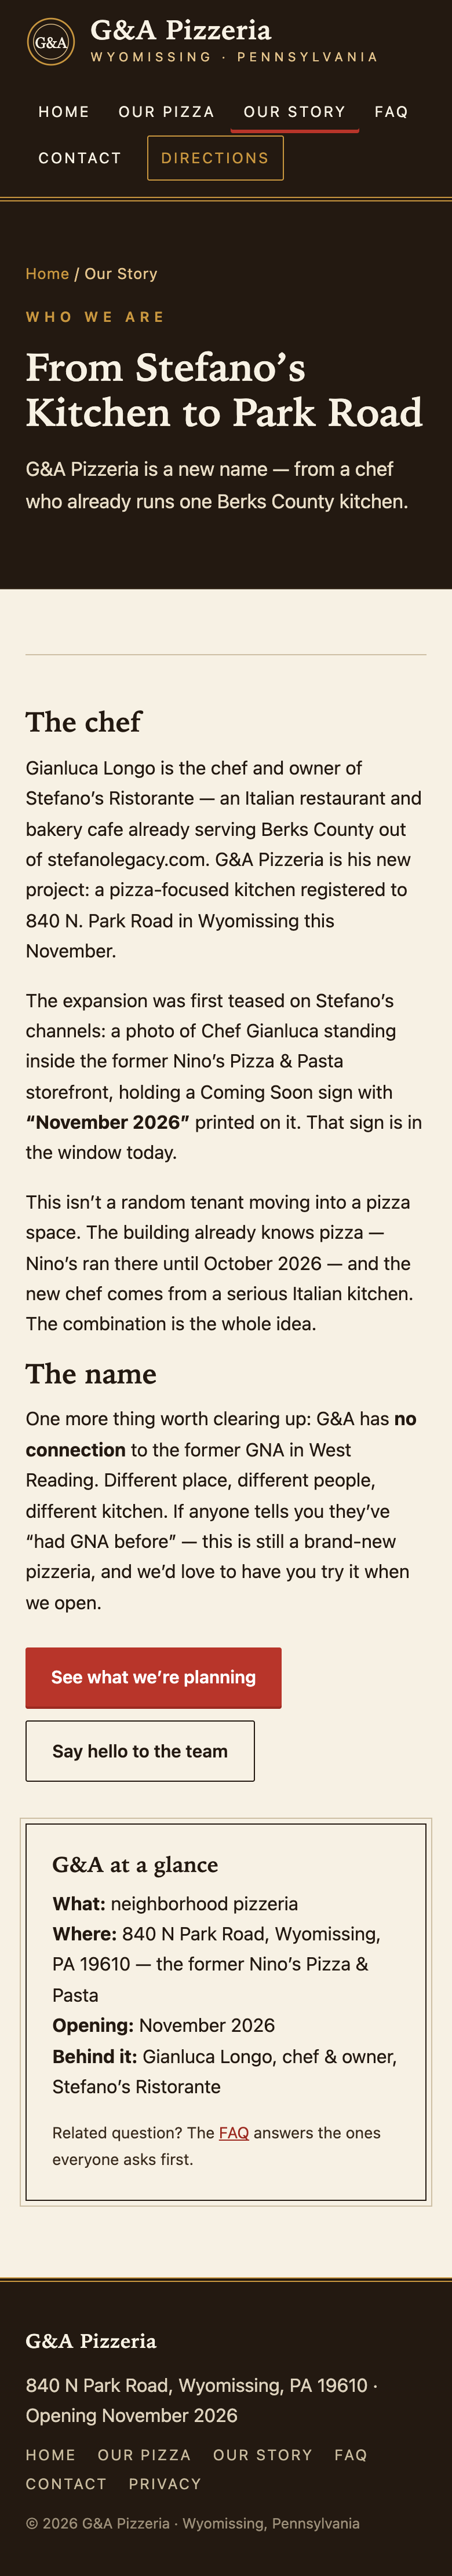 G&A
G&A Pizzeria
WYOMISSING · PENNSYLVANIA
HOME OUR PIZZA OUR STORY FAQ
CONTACT DIRECTIONS
Home / Our Story
WHO WE ARE
From Stefano’s
Kitchen to Park Road
G&A Pizzeria is a new name — from a chef
who already runs one Berks County kitchen.
The chef
Gianluca Longo is the chef and owner of
Stefano’s Ristorante — an Italian restaurant and
bakery cafe already serving Berks County out
of stefanolegacy.com. G&A Pizzeria is his new
project: a pizza-focused kitchen registered to
840 N. Park Road in Wyomissing this
November.
The expansion was first teased on Stefano’s
channels: a photo of Chef Gianluca standing
inside the former Nino’s Pizza & Pasta
storefront, holding a Coming Soon sign with
“November 2026” printed on it. That sign is in
the window today.
This isn’t a random tenant moving into a pizza
space. The building already knows pizza —
Nino’s ran there until October 2026 — and the
new chef comes from a serious Italian kitchen.
The combination is the whole idea.
The name
One more thing worth clearing up: G&A has no
connection to the former GNA in West
Reading. Different place, different people,
different kitchen. If anyone tells you they’ve
“had GNA before” — this is still a brand-new
pizzeria, and we’d love to have you try it when
we open.
See what we’re planning
Say hello to the team
G&A at a glance
What: neighborhood pizzeria
Where: 840 N Park Road, Wyomissing,
PA 19610 — the former Nino’s Pizza &
Pasta
Opening: November 2026
Behind it: Gianluca Longo, chef & owner,
Stefano’s Ristorante
Related question? The FAQ answers the ones
everyone asks first.
G&A Pizzeria
840 N Park Road, Wyomissing, PA 19610 ·
Opening November 2026
HOME OUR PIZZA OUR STORY FAQ
CONTACT PRIVACY
© 2026 G&A Pizzeria · Wyomissing, Pennsylvania